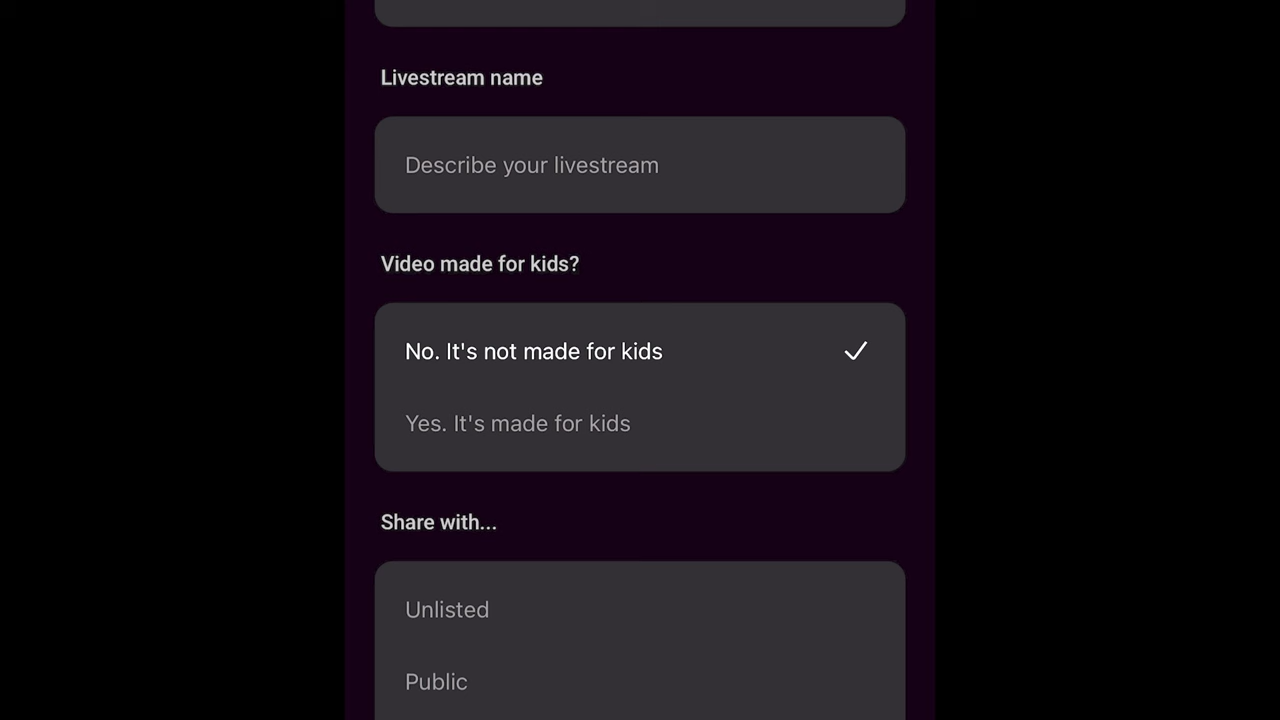 Livestream name
Describe your livestream
Video made for kids?
No. It's not made for kids
Yes. It's made for kids
Share with...
Unlisted
Public